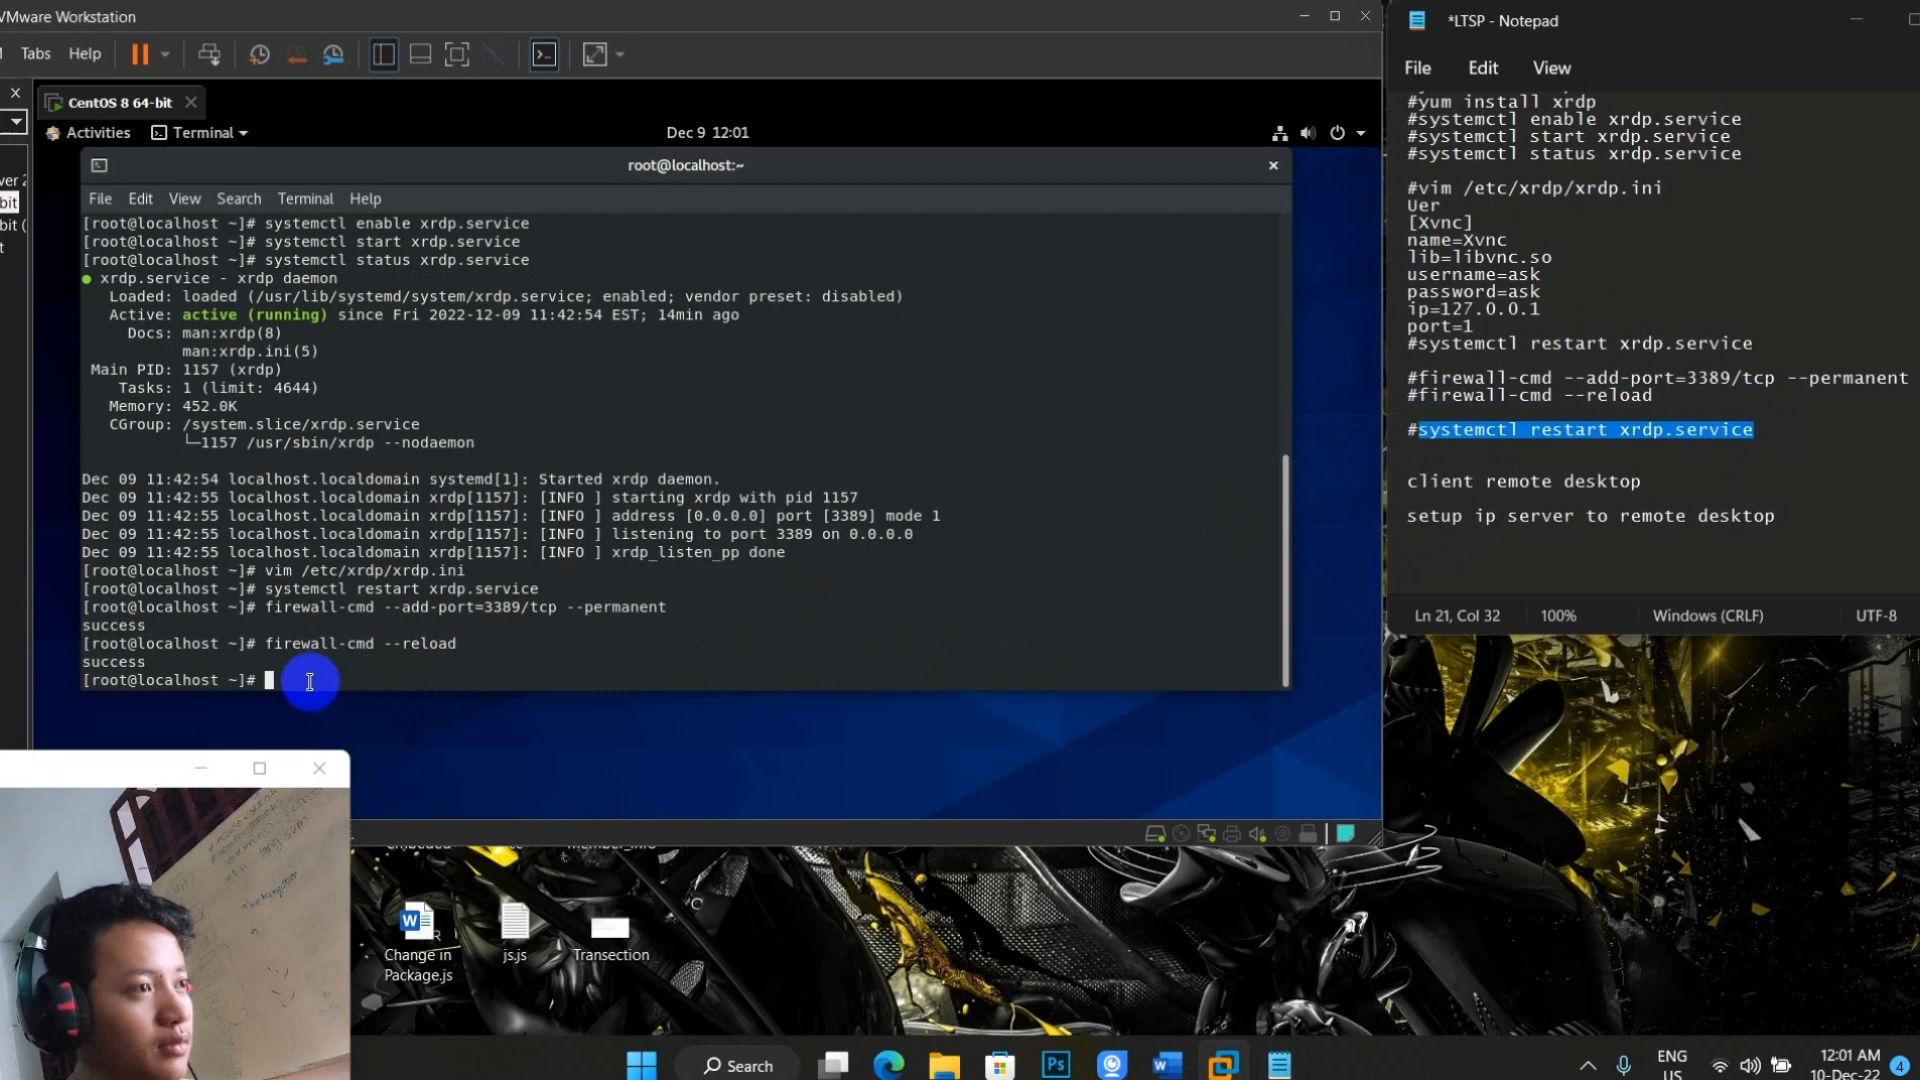 VMware Workstation
Tabs Help
CentOS 8 64-bit
Activities Terminal Dec 9 12:01
root@localhost:~
File Edit View Search Terminal Help
[root@localhost ~]# systemctl enable xrdp.service
[root@localhost ~]# systemctl start xrdp.service
[root@localhost ~]# systemctl status xrdp.service
● xrdp.service - xrdp daemon
Loaded: loaded (/usr/lib/systemd/system/xrdp.service; enabled; vendor preset: disabled)
Active: active (running) since Fri 2022-12-09 11:42:54 EST; 14min ago
Docs: man:xrdp(8)
man:xrdp.ini(5)
Main PID: 1157 (xrdp)
Tasks: 1 (limit: 4644)
Memory: 452.0K
CGroup: /system.slice/xrdp.service
└─1157 /usr/sbin/xrdp --nodaemon
Dec 09 11:42:54 localhost.localdomain systemd[1]: Started xrdp daemon.
Dec 09 11:42:55 localhost.localdomain xrdp[1157]: [INFO ] starting xrdp with pid 1157
Dec 09 11:42:55 localhost.localdomain xrdp[1157]: [INFO ] address [0.0.0.0] port [3389] mode 1
Dec 09 11:42:55 localhost.localdomain xrdp[1157]: [INFO ] listening to port 3389 on 0.0.0.0
Dec 09 11:42:55 localhost.localdomain xrdp[1157]: [INFO ] xrdp_listen_pp done
[root@localhost ~]# vim /etc/xrdp/xrdp.ini
[root@localhost ~]# systemctl restart xrdp.service
[root@localhost ~]# firewall-cmd --add-port=3389/tcp --permanent
success
[root@localhost ~]# firewall-cmd --reload
success
[root@localhost ~]#
ver 2
bit
bit (
t
*LTSP - Notepad
File Edit View
#yum install xrdp
#systemctl enable xrdp.service
#systemctl start xrdp.service
#systemctl status xrdp.service
#vim /etc/xrdp/xrdp.ini
Uer
[Xvnc]
name=Xvnc
lib=libvnc.so
username=ask
password=ask
ip=127.0.0.1
port=1
#systemctl restart xrdp.service
#firewall-cmd --add-port=3389/tcp --permanent
#firewall-cmd --reload
#systemctl restart xrdp.service
client remote desktop
setup ip server to remote desktop
Ln 21, Col 32 100% Windows (CRLF) UTF-8
Change in
Package.js
js.js
Transection
Search
Ps
ENG
US
12:01 AM
10-Dec-22
4